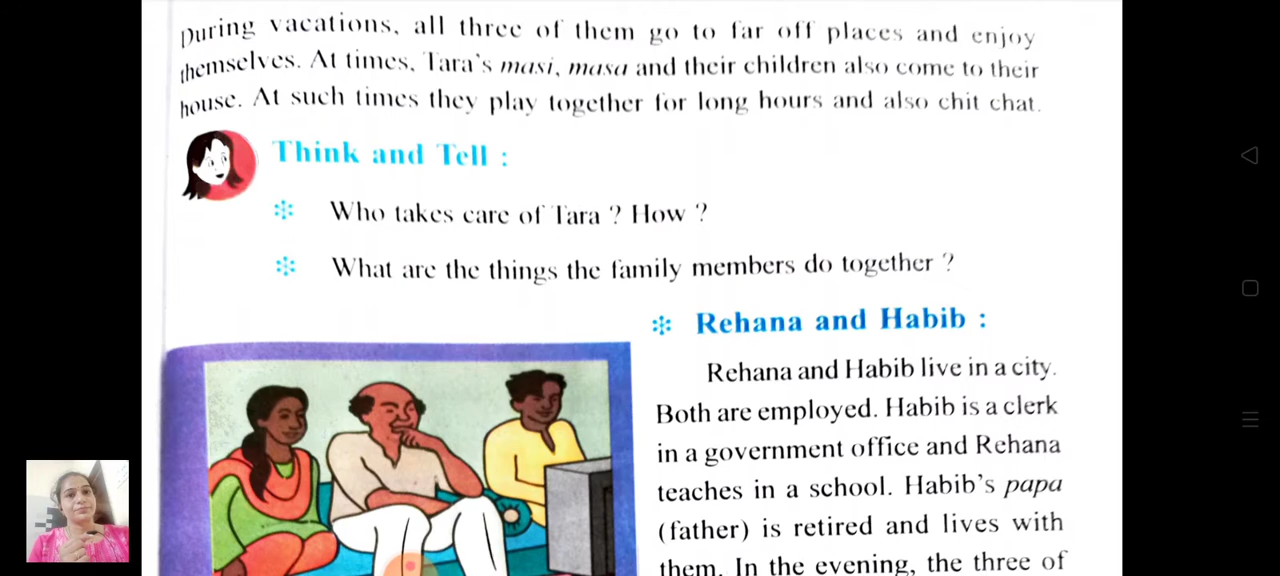 During vacations, all three of them go to far off places and enjoy
themselves. At times, Tara's masi, masa and their children also come to their
house. At such times they play together for long hours and also chit chat.
Think and Tell :
Who takes care of Tara ? How ?
What are the things the family members do together ?
Rehana and Habib :
Rehana and Habib live in a city.
Both are employed. Habib is a clerk
in a government office and Rehana
teaches in a school. Habib's papa
(father) is retired and lives with
them. In the evening, the three of